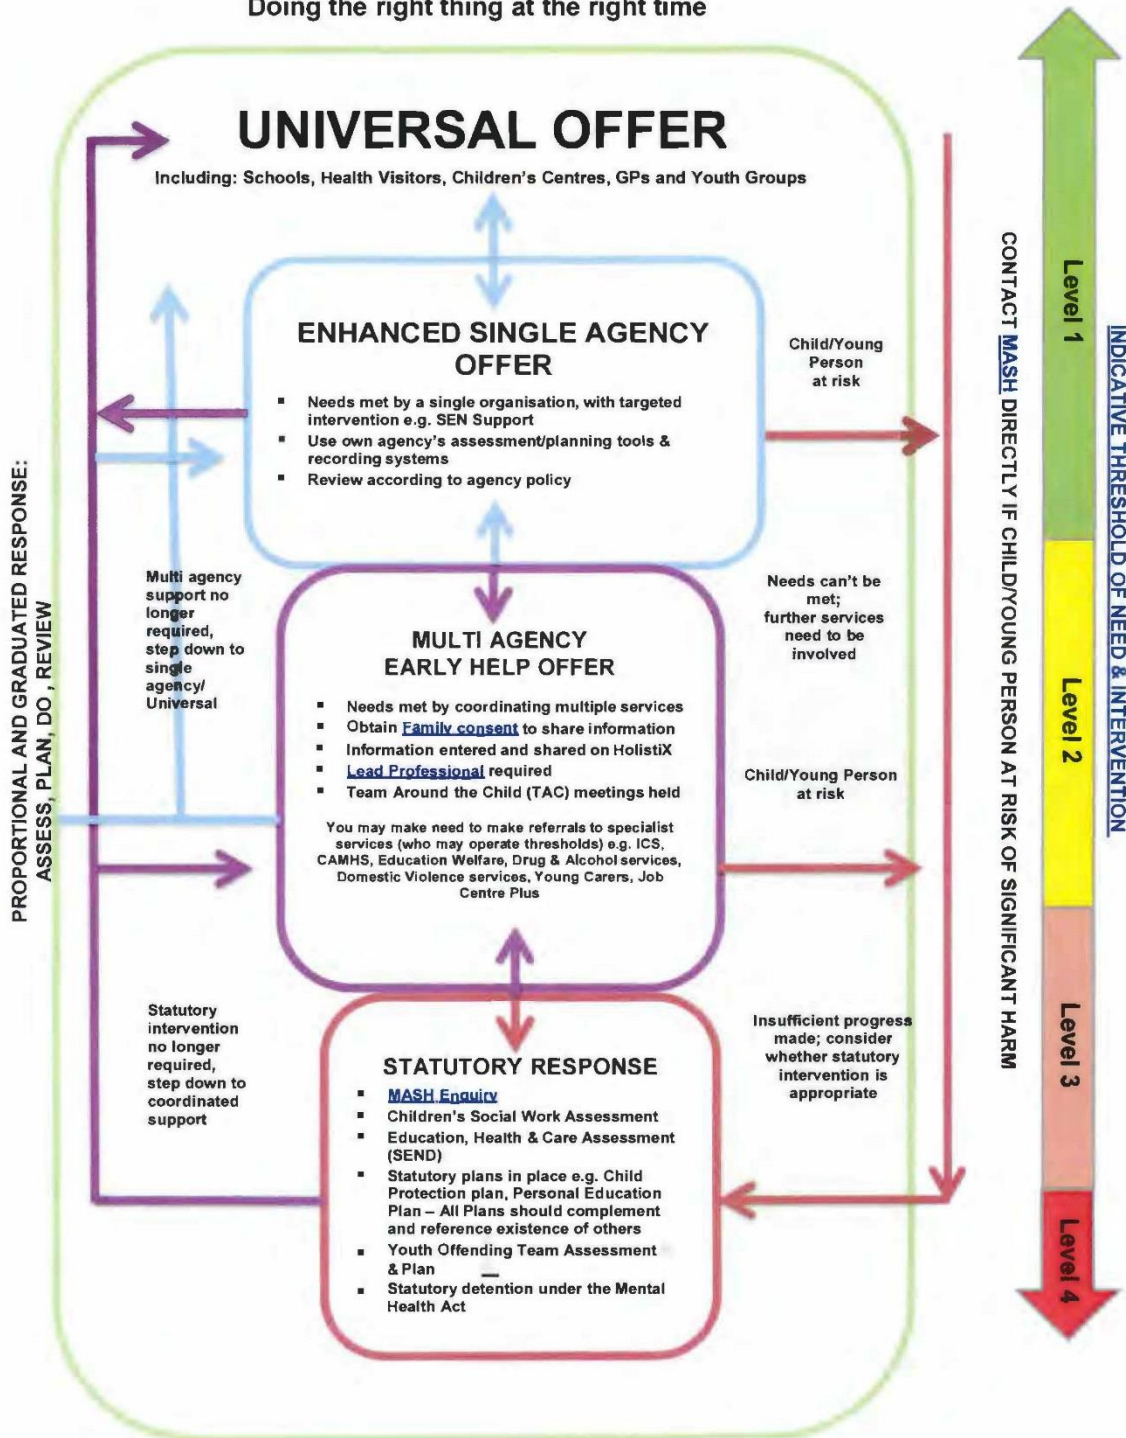 Doing the right thing at the right time
UNIVERSAL OFFER
Including: Schools, Health Visitors, Children's Centres, GPs and Youth Groups
ENHANCED SINGLE AGENCY
OFFER
▪ Needs met by a single organisation, with targeted
intervention e.g. SEN Support
▪ Use own agency's assessment/planning tools &
recording systems
▪ Review according to agency policy
Child/Young
Person
at risk
Multi agency
support no
longer
required,
step down to
single
agency/
Universal
MULTI AGENCY
EARLY HELP OFFER
▪ Needs met by coordinating multiple services
▪ Obtain Family consent to share information
▪ Information entered and shared on HolistiX
▪ Lead Professional required
▪ Team Around the Child (TAC) meetings held
You may make need to make referrals to specialist
services (who may operate thresholds) e.g. ICS,
CAMHS, Education Welfare, Drug & Alcohol services,
Domestic Violence services, Young Carers, Job
Centre Plus
Needs can't be
met;
further services
need to be
involved
Child/Young Person
at risk
Statutory
intervention
no longer
required,
step down to
coordinated
support
STATUTORY RESPONSE
▪ MASH Enquiry
▪ Children's Social Work Assessment
▪ Education, Health & Care Assessment
(SEND)
▪ Statutory plans in place e.g. Child
Protection plan, Personal Education
Plan – All Plans should complement
and reference existence of others
▪ Youth Offending Team Assessment
& Plan
▪ Statutory detention under the Mental
Health Act
Insufficient progress
made; consider
whether statutory
intervention is
appropriate
PROPORTIONAL AND GRADUATED RESPONSE:
ASSESS, PLAN, DO , REVIEW
CONTACT MASH DIRECTLY IF CHILD/YOUNG PERSON AT RISK OF SIGNIFICANT HARM
Level 1
Level 2
Level 3
Level 4
INDICATIVE THRESHOLD OF NEED & INTERVENTION